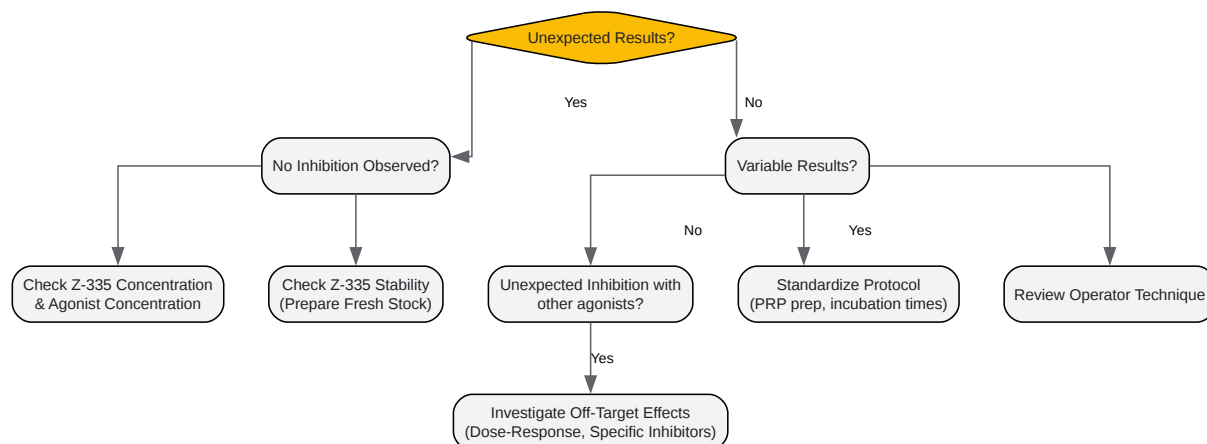 Unexpected Results?
Yes
No
No Inhibition Observed?
Variable Results?
No
Yes
Check Z-335 Concentration
& Agonist Concentration
Check Z-335 Stability
(Prepare Fresh Stock)
Unexpected Inhibition with
other agonists?
Standardize Protocol
(PRP prep, incubation times)
Review Operator Technique
Yes
Investigate Off-Target Effects
(Dose-Response, Specific Inhibitors)